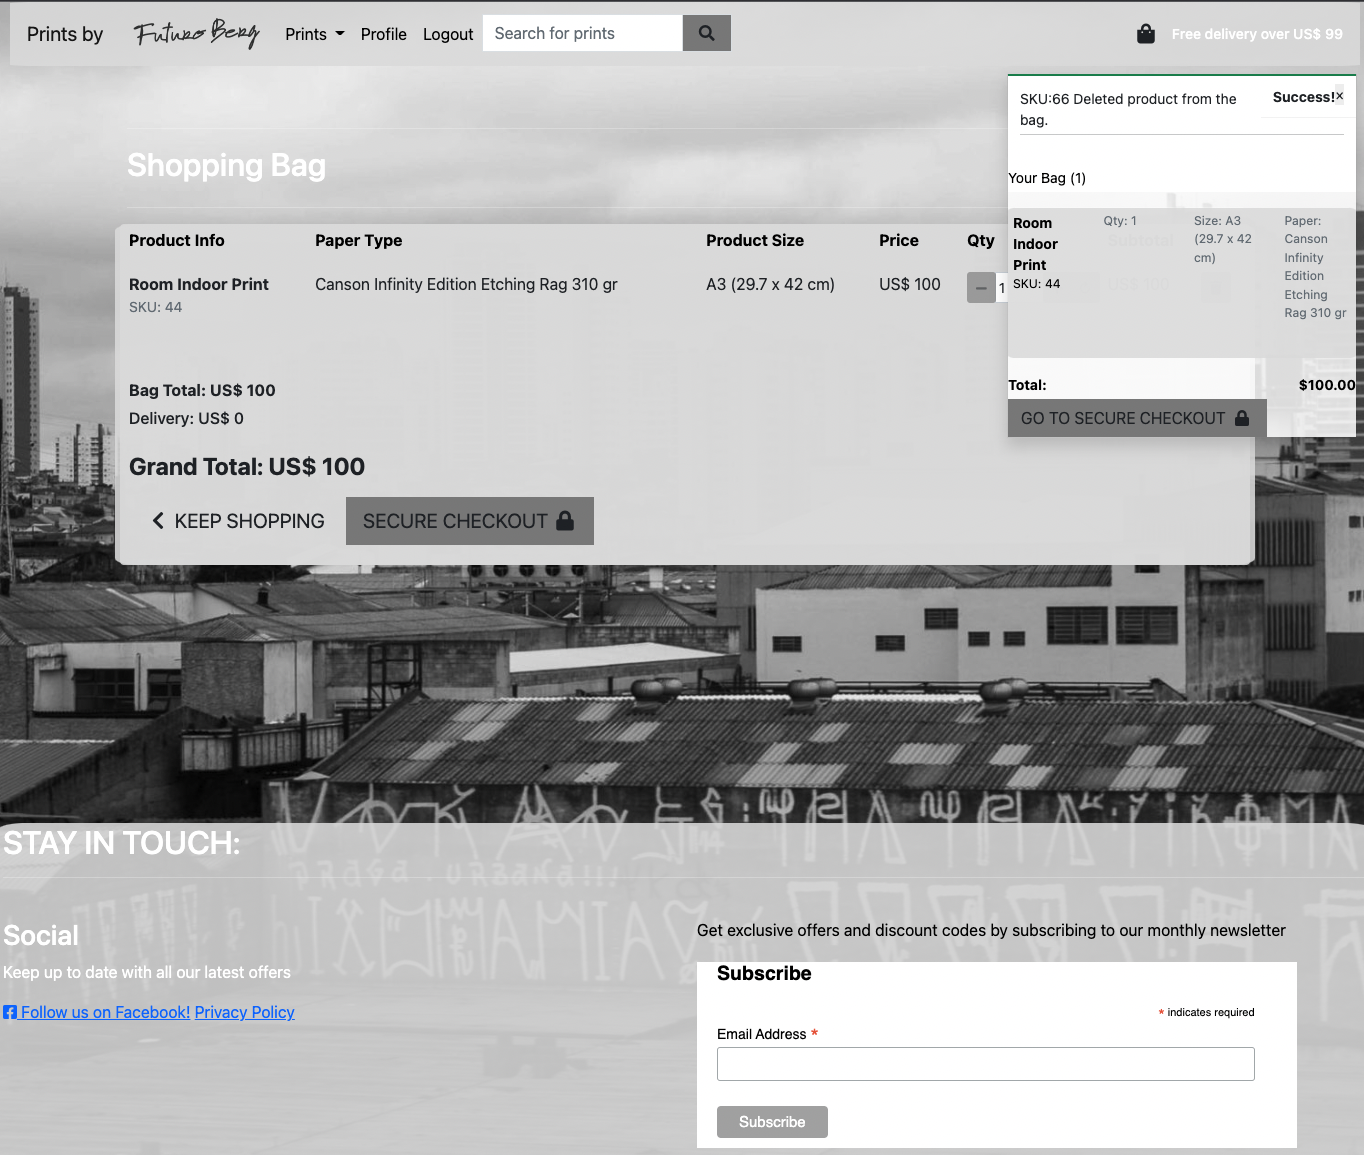 Prints by
Futuro Berg
Prints
Profile
Logout
Search for prints
Free delivery over US$ 99
SKU:66 Deleted product from the
bag.
Success!×
Your Bag (1)
Room
Indoor
Print
SKU: 44
Qty: 1
Size: A3
(29.7 x 42
cm)
Paper:
Canson
Infinity
Edition
Etching
Rag 310 gr
Total:
$100.00
GO TO SECURE CHECKOUT
Shopping Bag
Product Info
Paper Type
Product Size
Price
Qty
Subtotal
Room Indoor Print
SKU: 44
Canson Infinity Edition Etching Rag 310 gr
A3 (29.7 x 42 cm)
US$ 100
1
US$ 100
Bag Total: US$ 100
Delivery: US$ 0
Grand Total: US$ 100
KEEP SHOPPING
SECURE CHECKOUT
STAY IN TOUCH:
Social
Keep up to date with all our latest offers
Follow us on Facebook! Privacy Policy
Get exclusive offers and discount codes by subscribing to our monthly newsletter
Subscribe
* indicates required
Email Address *
Subscribe